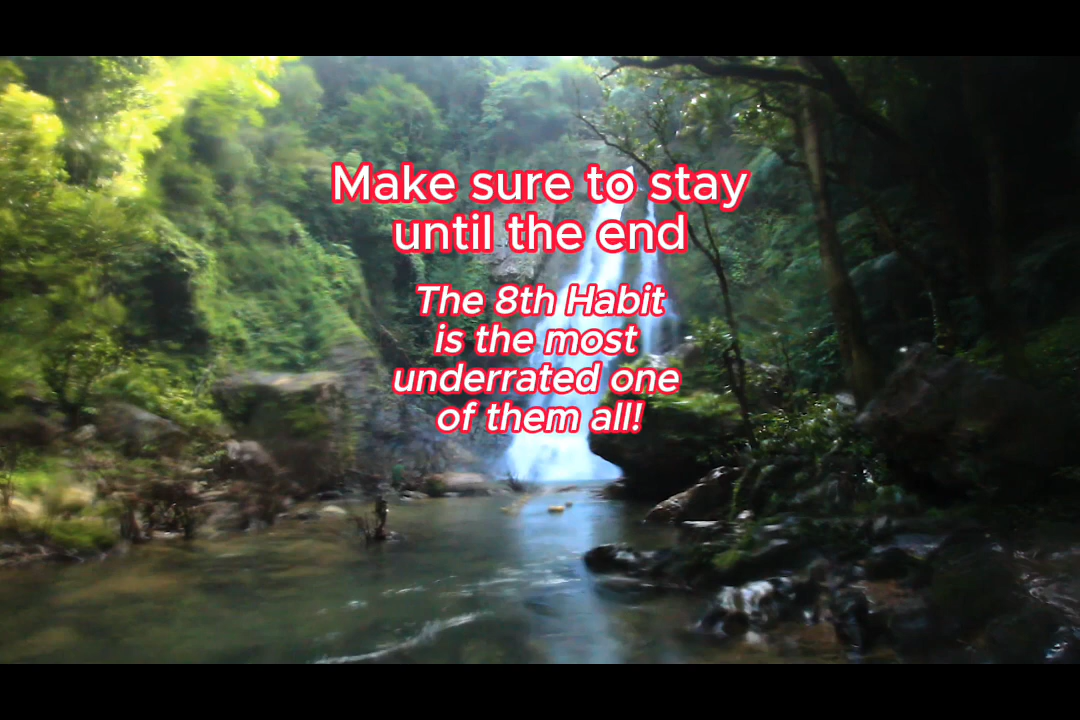 Make sure to stay
until the end
The 8th Habit
is the most
underrated one
of them all!